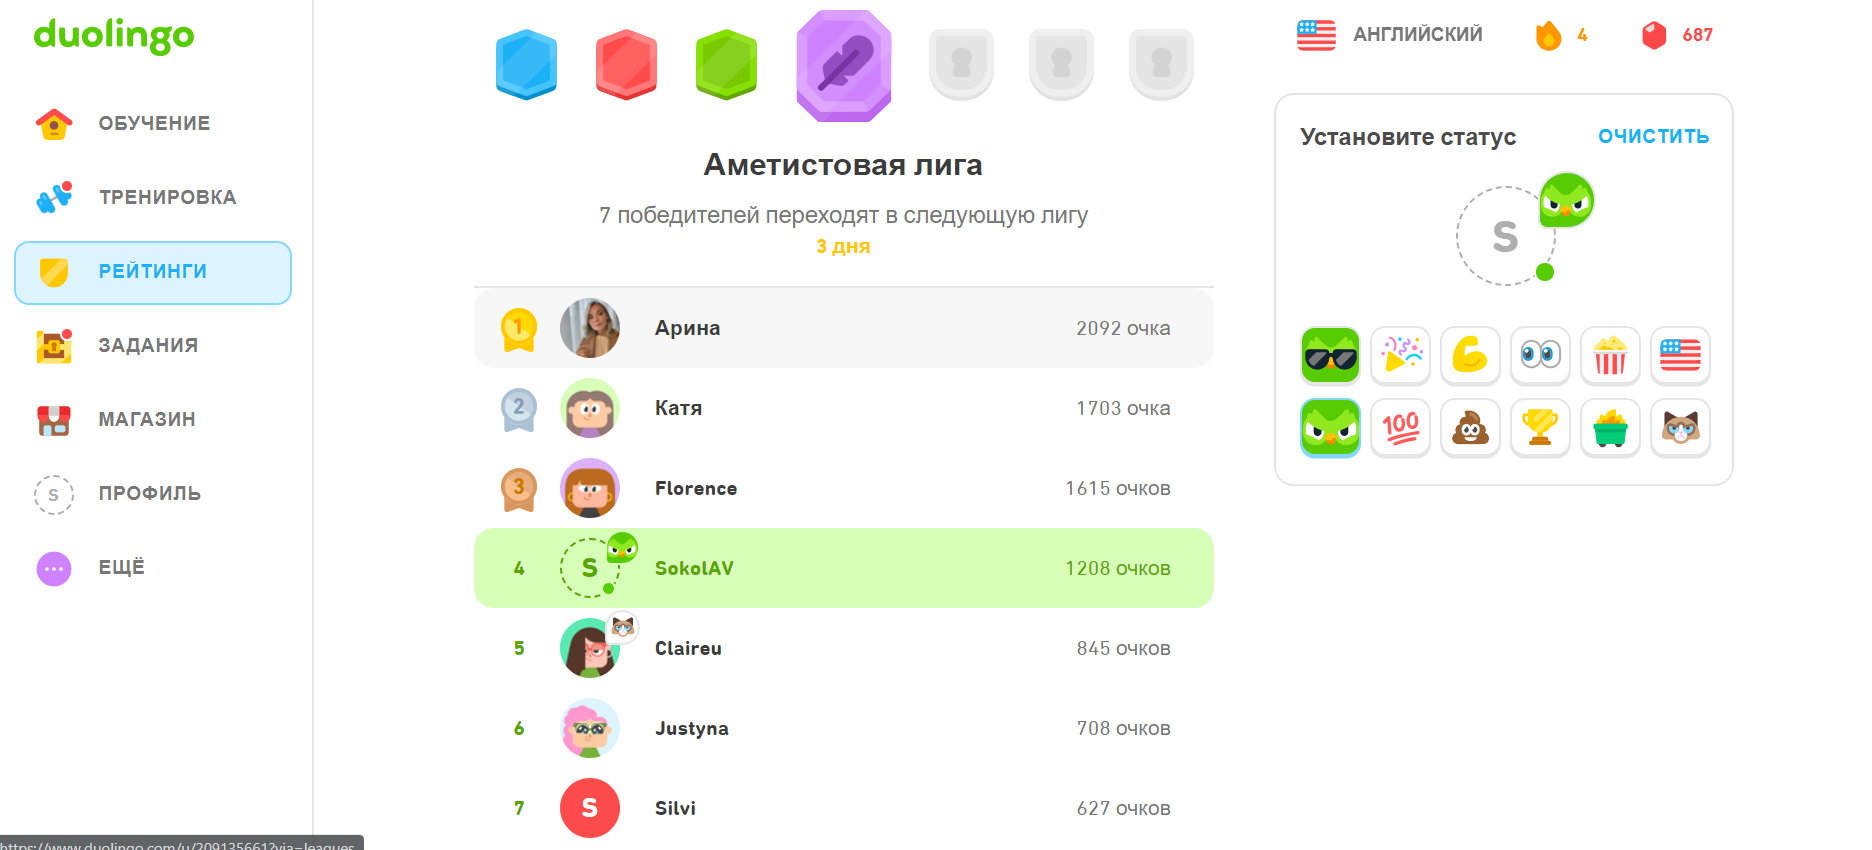 duolingo
ОБУЧЕНИЕ
ТРЕНИРОВКА
РЕЙТИНГИ
ЗАДАНИЯ
МАГАЗИН
S
ПРОФИЛЬ
ЕЩЁ
Аметистовая лига
7 победителей переходят в следующую лигу
3 дня
1 Арина 2092 очка
2 Катя 1703 очка
3 Florence 1615 очков
4 S SokolAV 1208 очков
5 Claireu 845 очков
6 Justyna 708 очков
7 S Silvi 627 очков
АНГЛИЙСКИЙ 4 687
Установите статус ОЧИСТИТЬ
S
100
https://www.duolingo.com/u/209135661?via=leagues